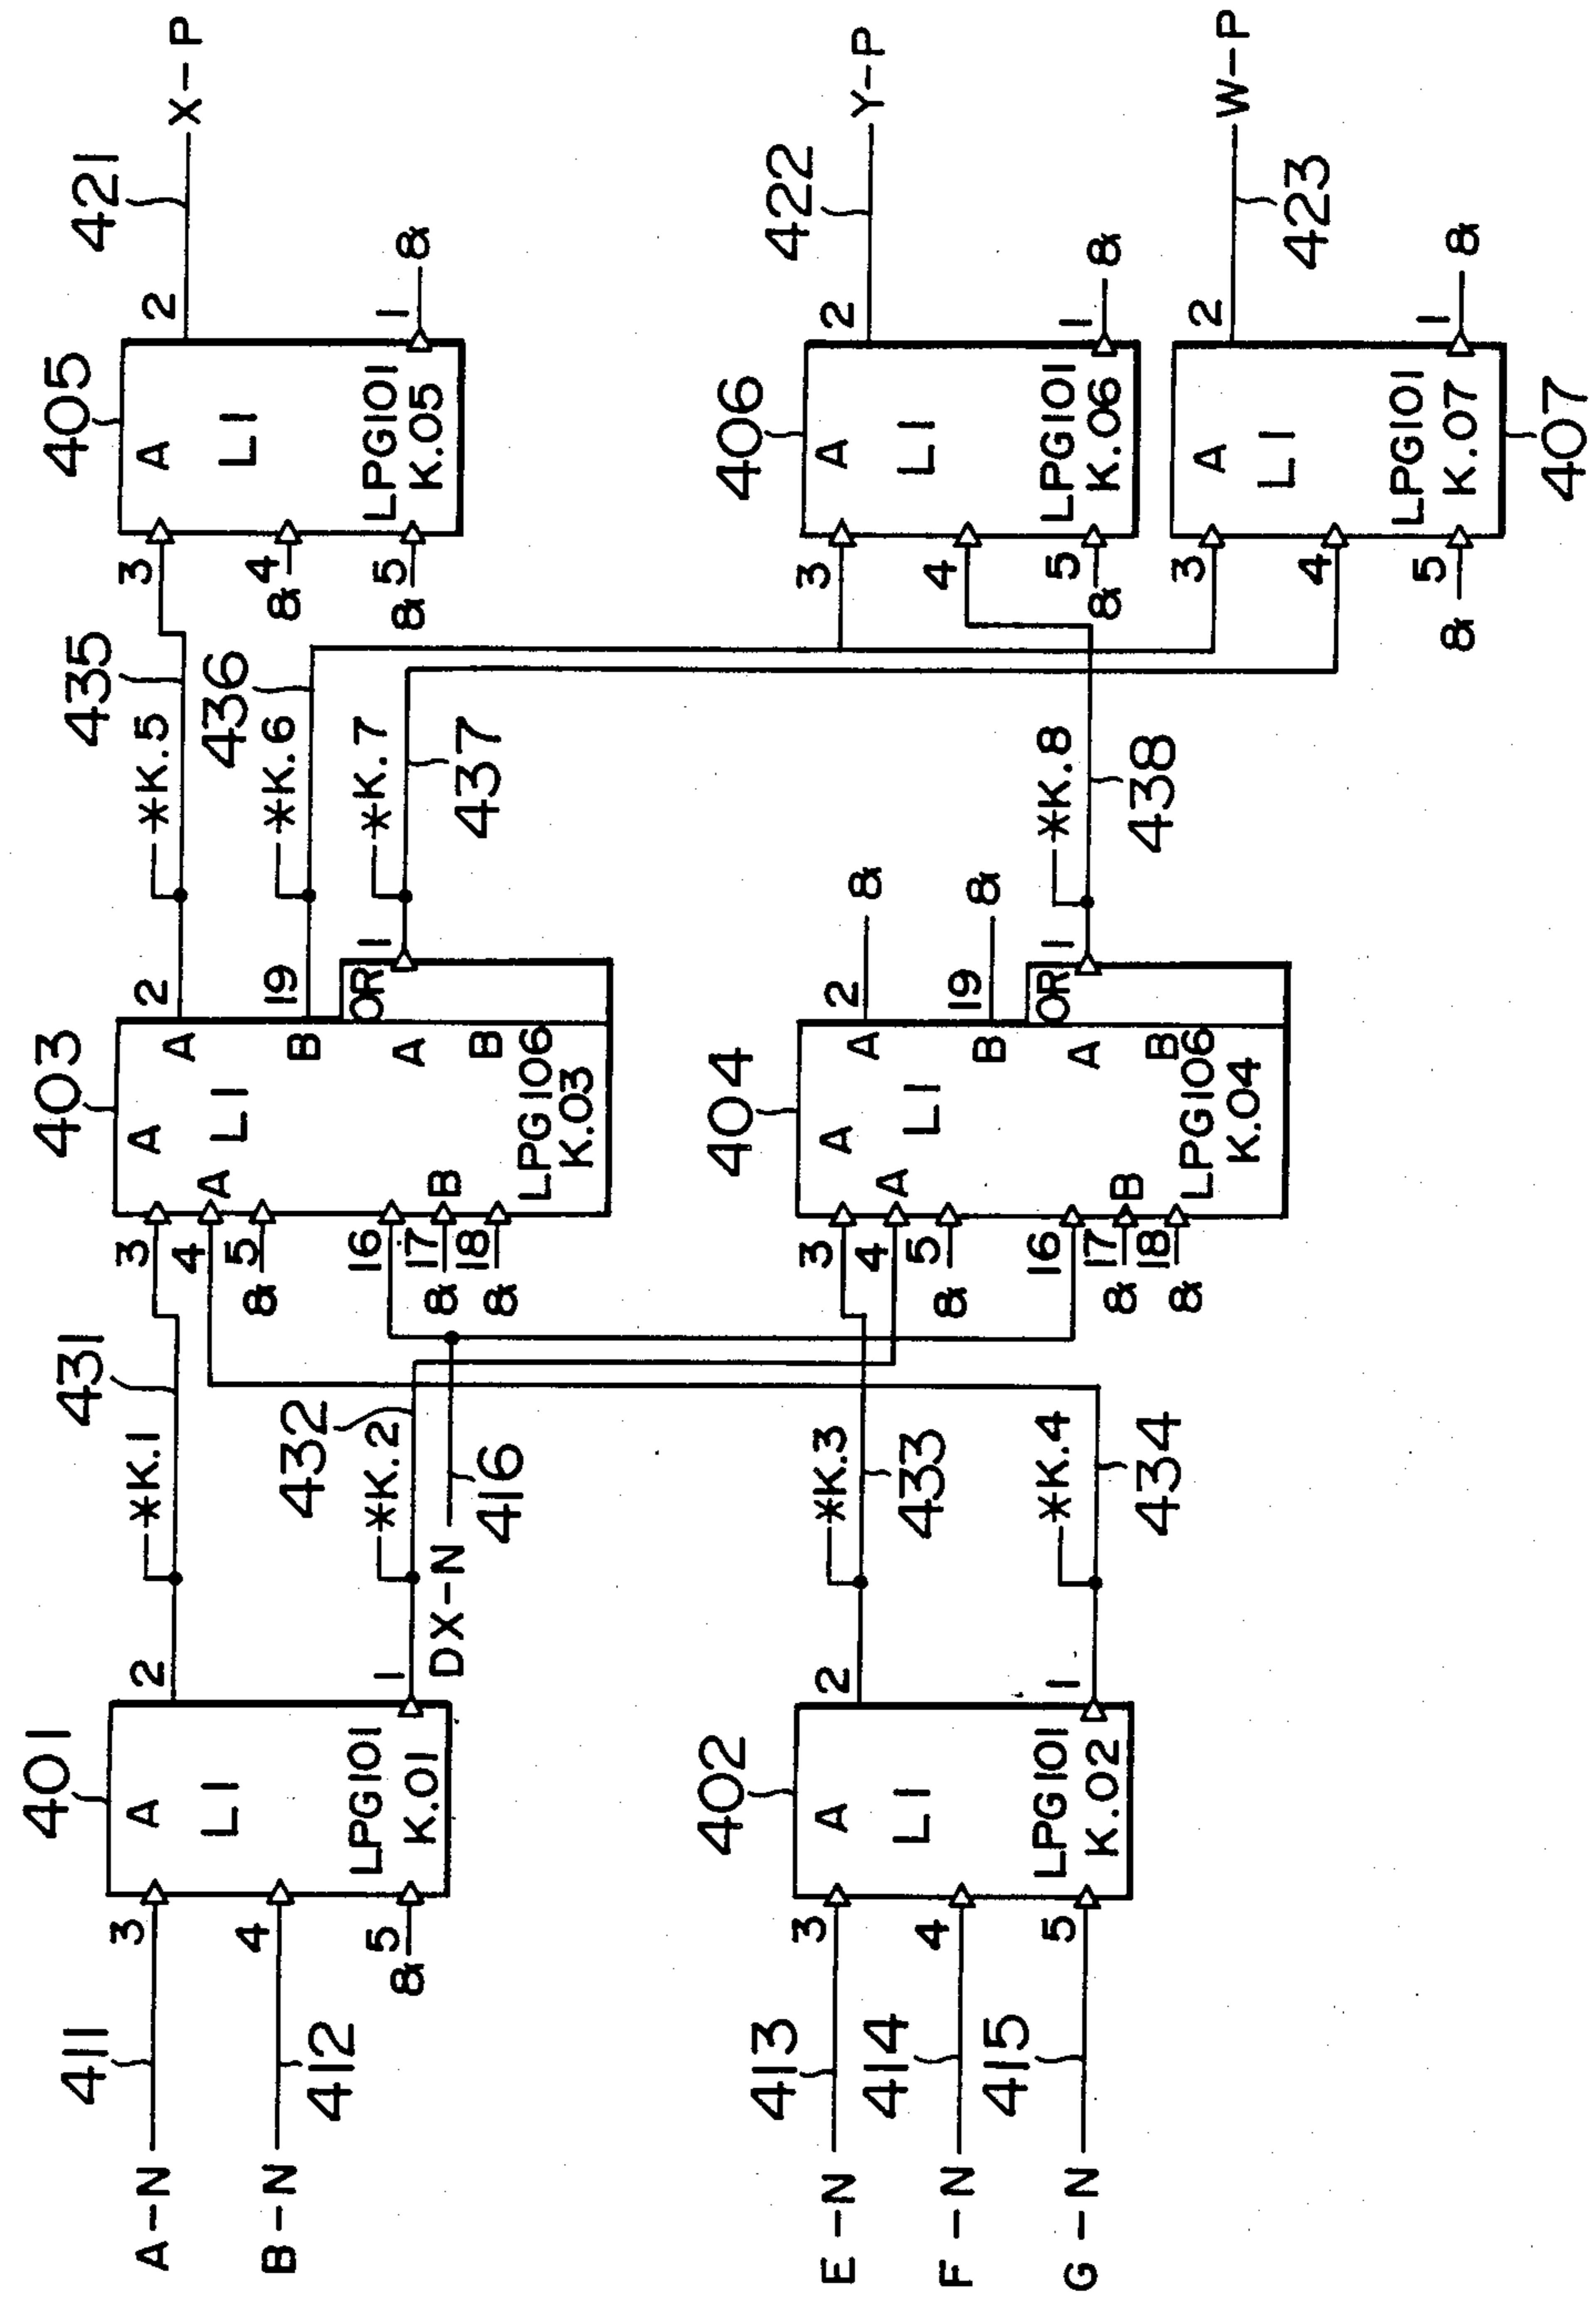 401
A
L1
LPG101
K.01
3
4
5
&
2
1
A-N
411
B-N
412
*K.1
431
*K.2
432
DX-N
416
402
A
L1
LPG101
K.02
3
4
5
2
1
E-N
413
F-N
414
G-N
415
*K.3
433
*K.4
434
403
A
A
L1
A
B
A
B
B
OR
LPG106
K.03
3
4
5
&
16
17
&
18
&
2
19
1
*K.5
435
*K.6
436
*K.7
437
404
A
A
L1
A
B
A
B
B
OR
LPG106
K.04
3
4
5
&
16
17
&
18
&
2
&
19
&
1
*K.8
438
405
A
L1
LPG101
K.05
3
4
&
5
&
2
1
&
421
X-P
406
A
L1
LPG101
K.06
3
4
5
&
2
1
&
422
Y-P
407
A
L1
LPG101
K.07
3
4
5
&
2
1
&
423
W-P